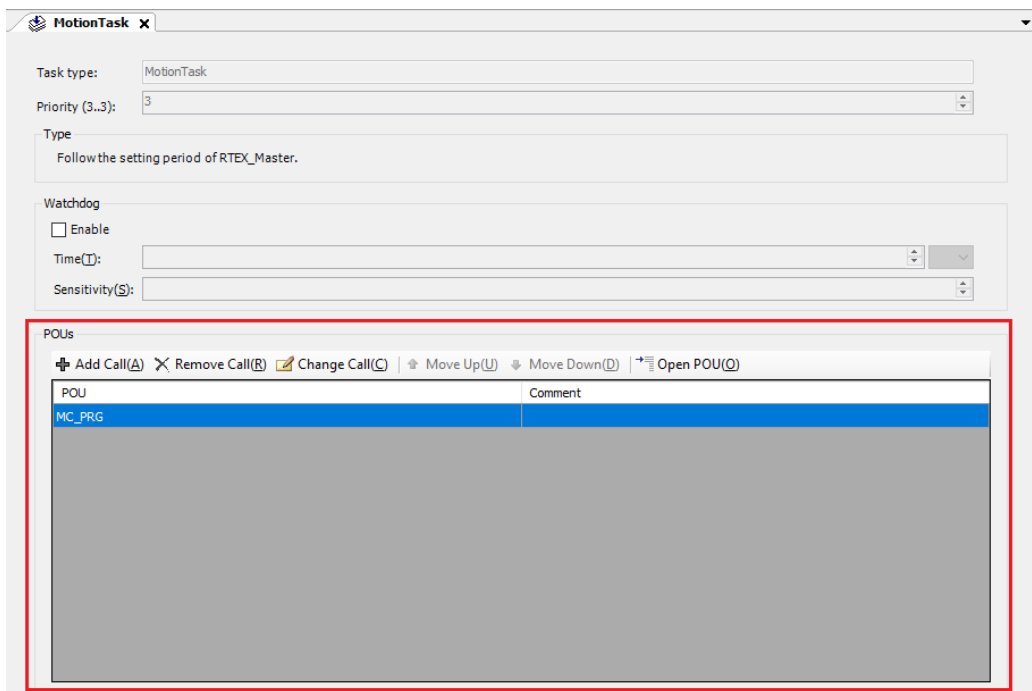 MotionTask
Task type: MotionTask
Priority (3..3): 3
Type
Follow the setting period of RTEX_Master.
Watchdog
Enable
Time(T):
Sensitivity(S):
POUs
Add Call(A) Remove Call(R) Change Call(C) Move Up(U) Move Down(D) Open POU(O)
POU Comment
MC_PRG